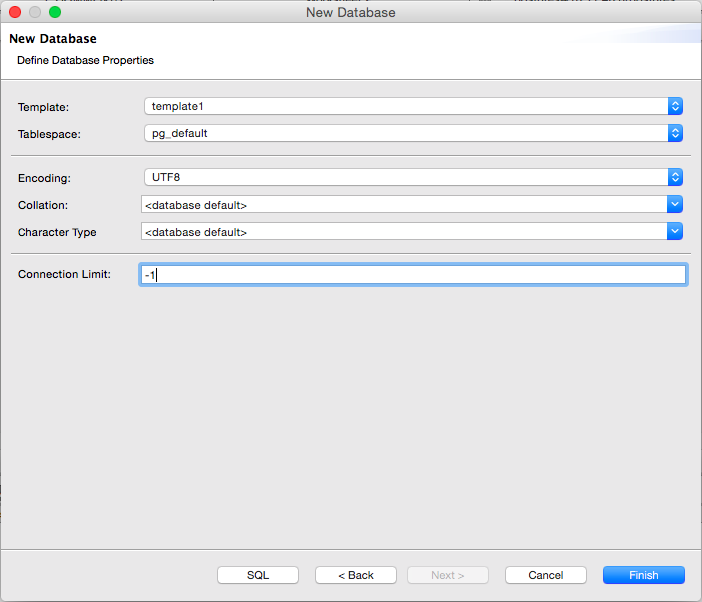 New Database
New Database
Define Database Properties
Template: template1
Tablespace: pg_default
Encoding: UTF8
Collation: <database default>
Character Type <database default>
Connection Limit: -1
SQL < Back Next > Cancel Finish